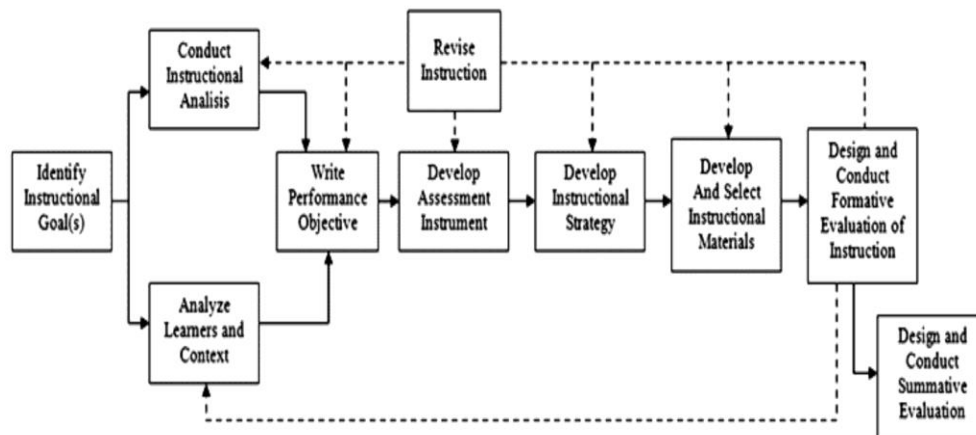 Conduct
Instructional
Analisis
Revise
Instruction
Identify
Instructional
Goal(s)
Write
Performance
Objective
Develop
Assessment
Instrument
Develop
Instructional
Strategy
Develop
And Select
Instructional
Materials
Design and
Conduct
Formative
Evaluation of
Instruction
Analyze
Learners and
Context
Design and
Conduct
Summative
Evaluation